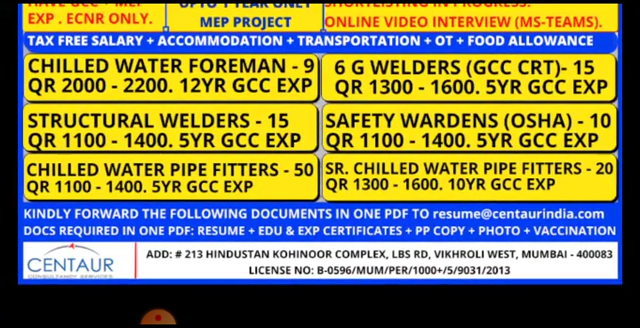 EXP . ECNR ONLY.
MEP PROJECT
ONLINE VIDEO INTERVIEW (MS-TEAMS).
TAX FREE SALARY + ACCOMMODATION + TRANSPORTATION + OT + FOOD ALLOWANCE
CHILLED WATER FOREMAN - 9
QR 2000 - 2200. 12YR GCC EXP
6 G WELDERS (GCC CRT)- 15
QR 1300 - 1600. 5YR GCC EXP
STRUCTURAL WELDERS - 15
QR 1100 - 1400. 5YR GCC EXP
SAFETY WARDENS (OSHA) - 10
QR 1100 - 1400. 5YR GCC EXP
CHILLED WATER PIPE FITTERS - 50
QR 1100 - 1400. 5YR GCC EXP
SR. CHILLED WATER PIPE FITTERS - 20
QR 1300 - 1600. 10YR GCC EXP
KINDLY FORWARD THE FOLLOWING DOCUMENTS IN ONE PDF TO resume@centaurindia.com
DOCS REQUIRED IN ONE PDF: RESUME + EDU & EXP CERTIFICATES + PP COPY + PHOTO + VACCINATION
CENTAUR
CONSULTANCY SERVICES
ADD: # 213 HINDUSTAN KOHINOOR COMPLEX, LBS RD, VIKHROLI WEST, MUMBAI - 400083
LICENSE NO: B-0596/MUM/PER/1000+/5/9031/2013